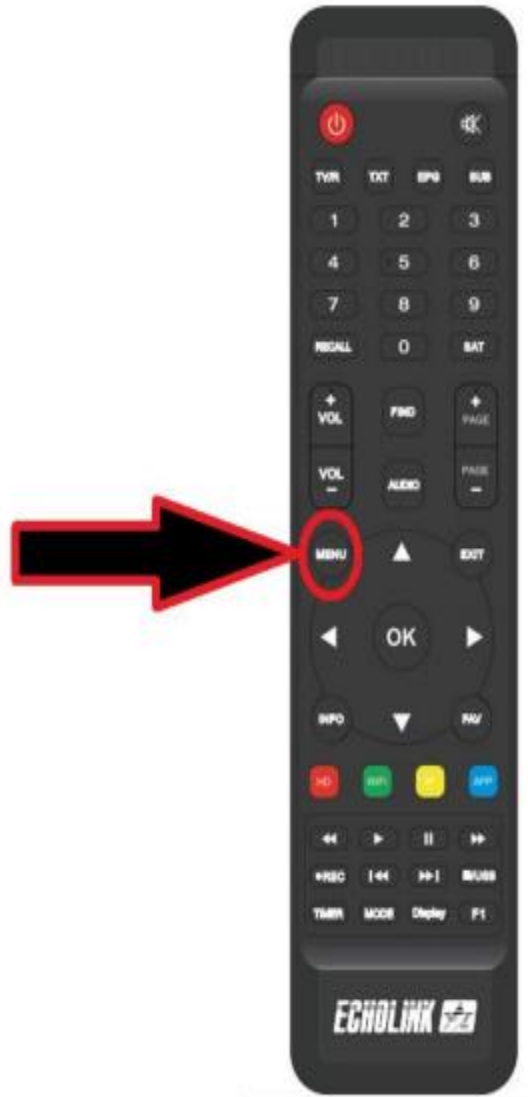 TV/R TXT EPG SUB
1 2 3
4 5 6
7 8 9
RECALL 0 SAT
+ VOL FIND + PAGE
VOL - AUDIO PAGE -
MENU EXIT
OK
INFO FAV
HD WiFi APP
REC /USB
TIMER MODE Display F1
ECHOLINK